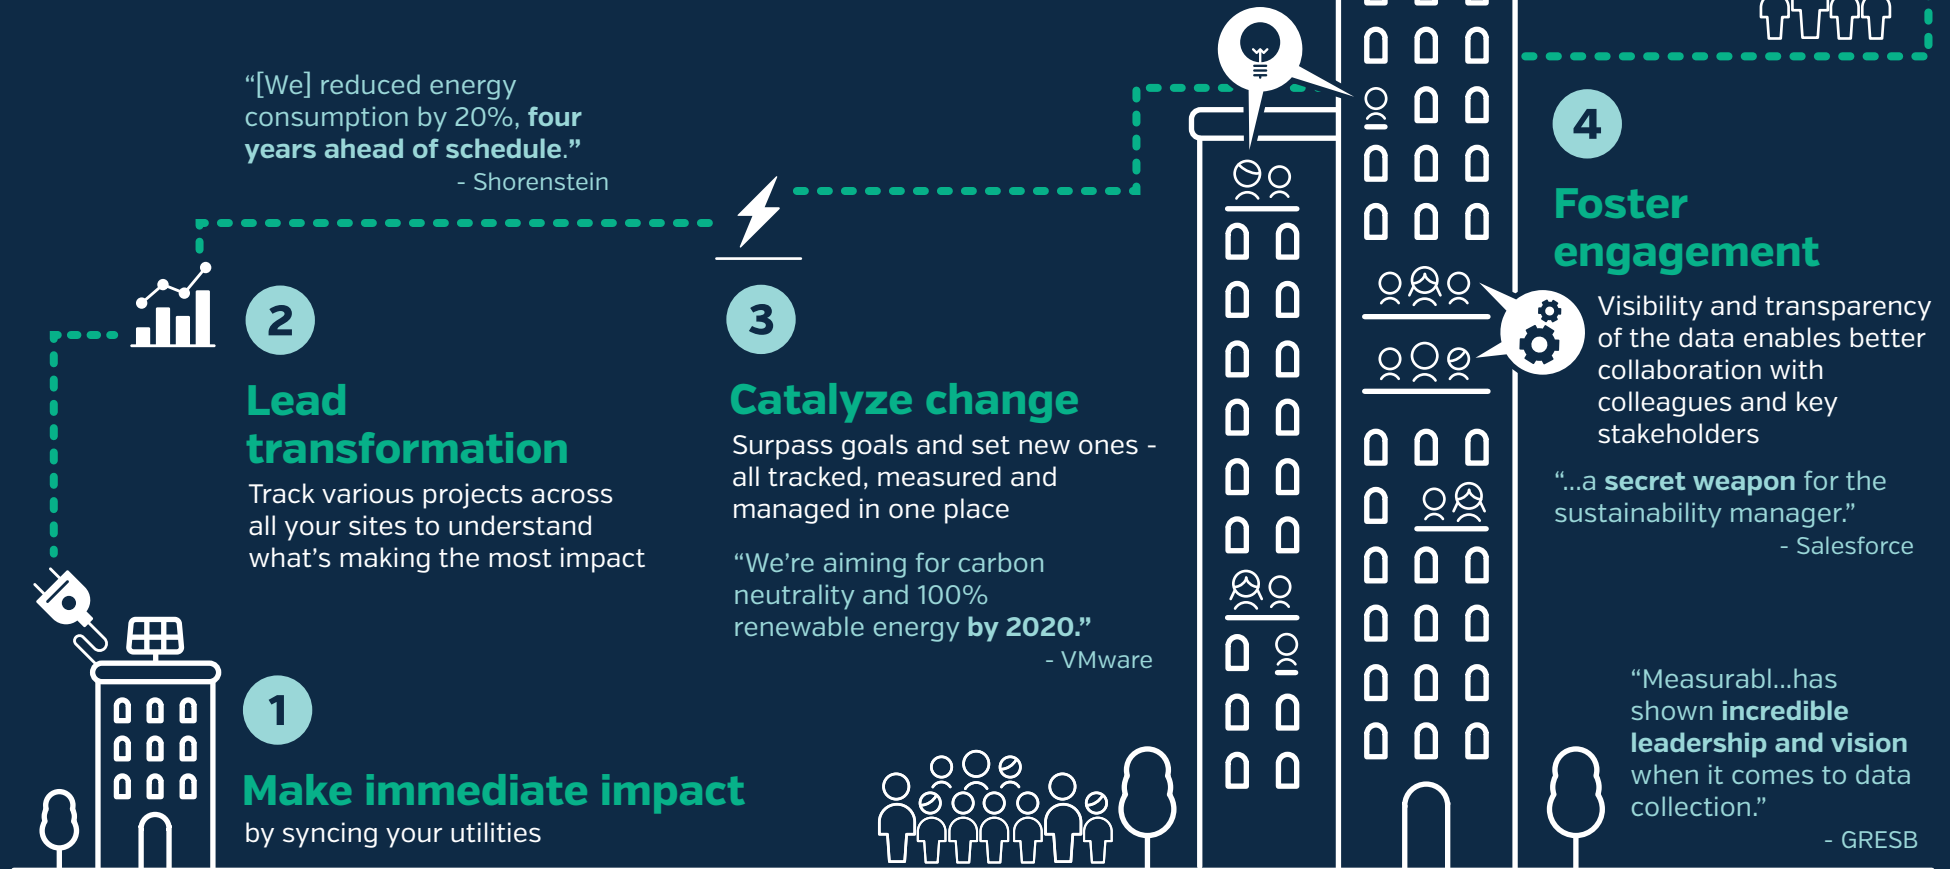 “[We] reduced energy
consumption by 20%, four
years ahead of schedule.”
- Shorenstein
2
Lead
transformation
Track various projects across
all your sites to understand
what’s making the most impact
1
Make immediate impact
by syncing your utilities
3
Catalyze change
Surpass goals and set new ones -
all tracked, measured and
managed in one place
“We’re aiming for carbon
neutrality and 100%
renewable energy by 2020.”
- VMware
4
Foster
engagement
Visibility and transparency
of the data enables better
collaboration with
colleagues and key
stakeholders
“...a secret weapon for the
sustainability manager.”
- Salesforce
“Measurabl...has
shown incredible
leadership and vision
when it comes to data
collection.”
- GRESB